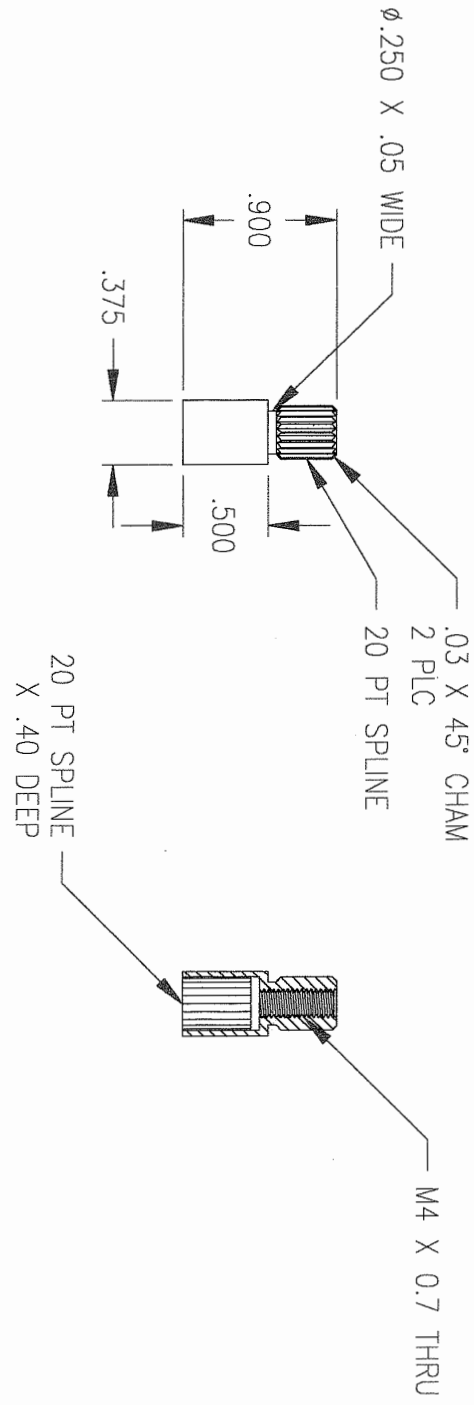 ø.250 X .05 WIDE
.900
.375
.500
.03 X 45° CHAM
2 PLC
20 PT SPLINE
20 PT SPLINE
X .40 DEEP
M4 X 0.7 THRU